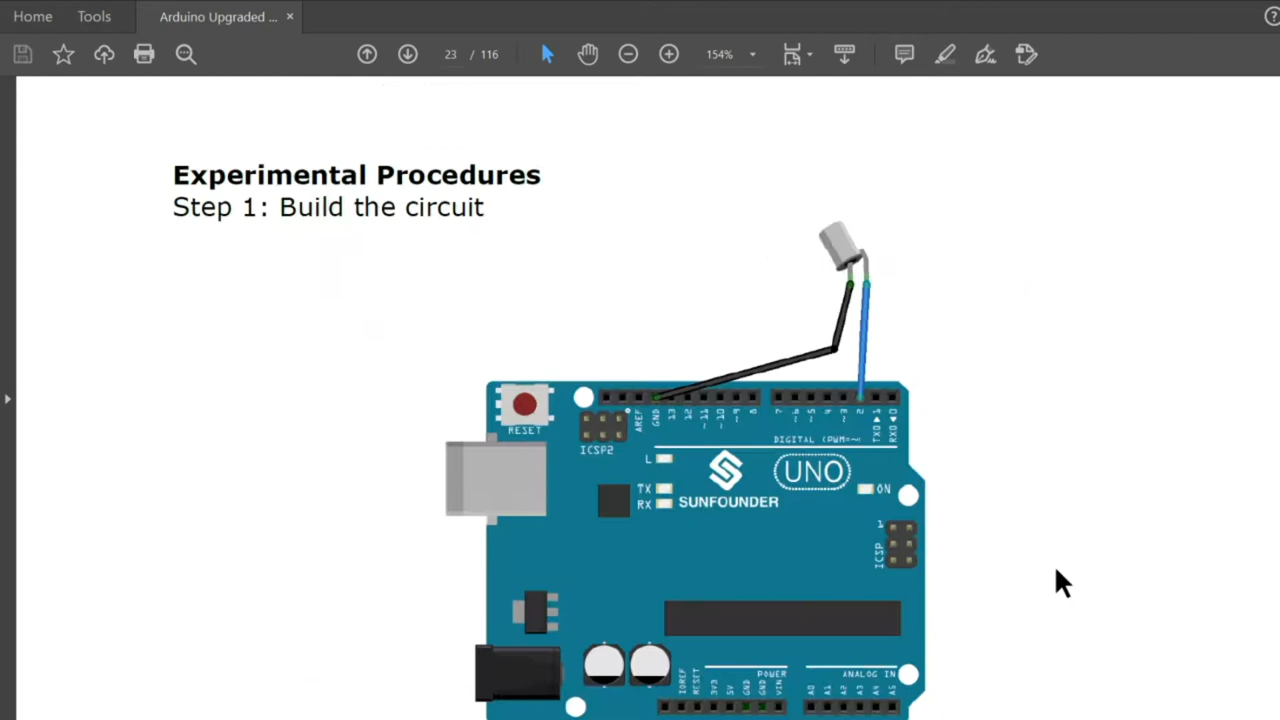 Home Tools Arduino Upgraded ... ×
23 / 116 154%
Experimental Procedures
Step 1: Build the circuit
RESET
ICSP2
AREF
GND
13
12
~11
~10
~9
8
7
~6
~5
4
~3
2
TX0▶1
RX0◀0
DIGITAL (PWM=~)
L
TX
RX
SUNFOUNDER
UNO
ON
1
ICSP
IOREF
RESET
3V3
5V
GND
GND
VIN
POWER
ANALOG IN
A0
A1
A2
A3
A4
A5